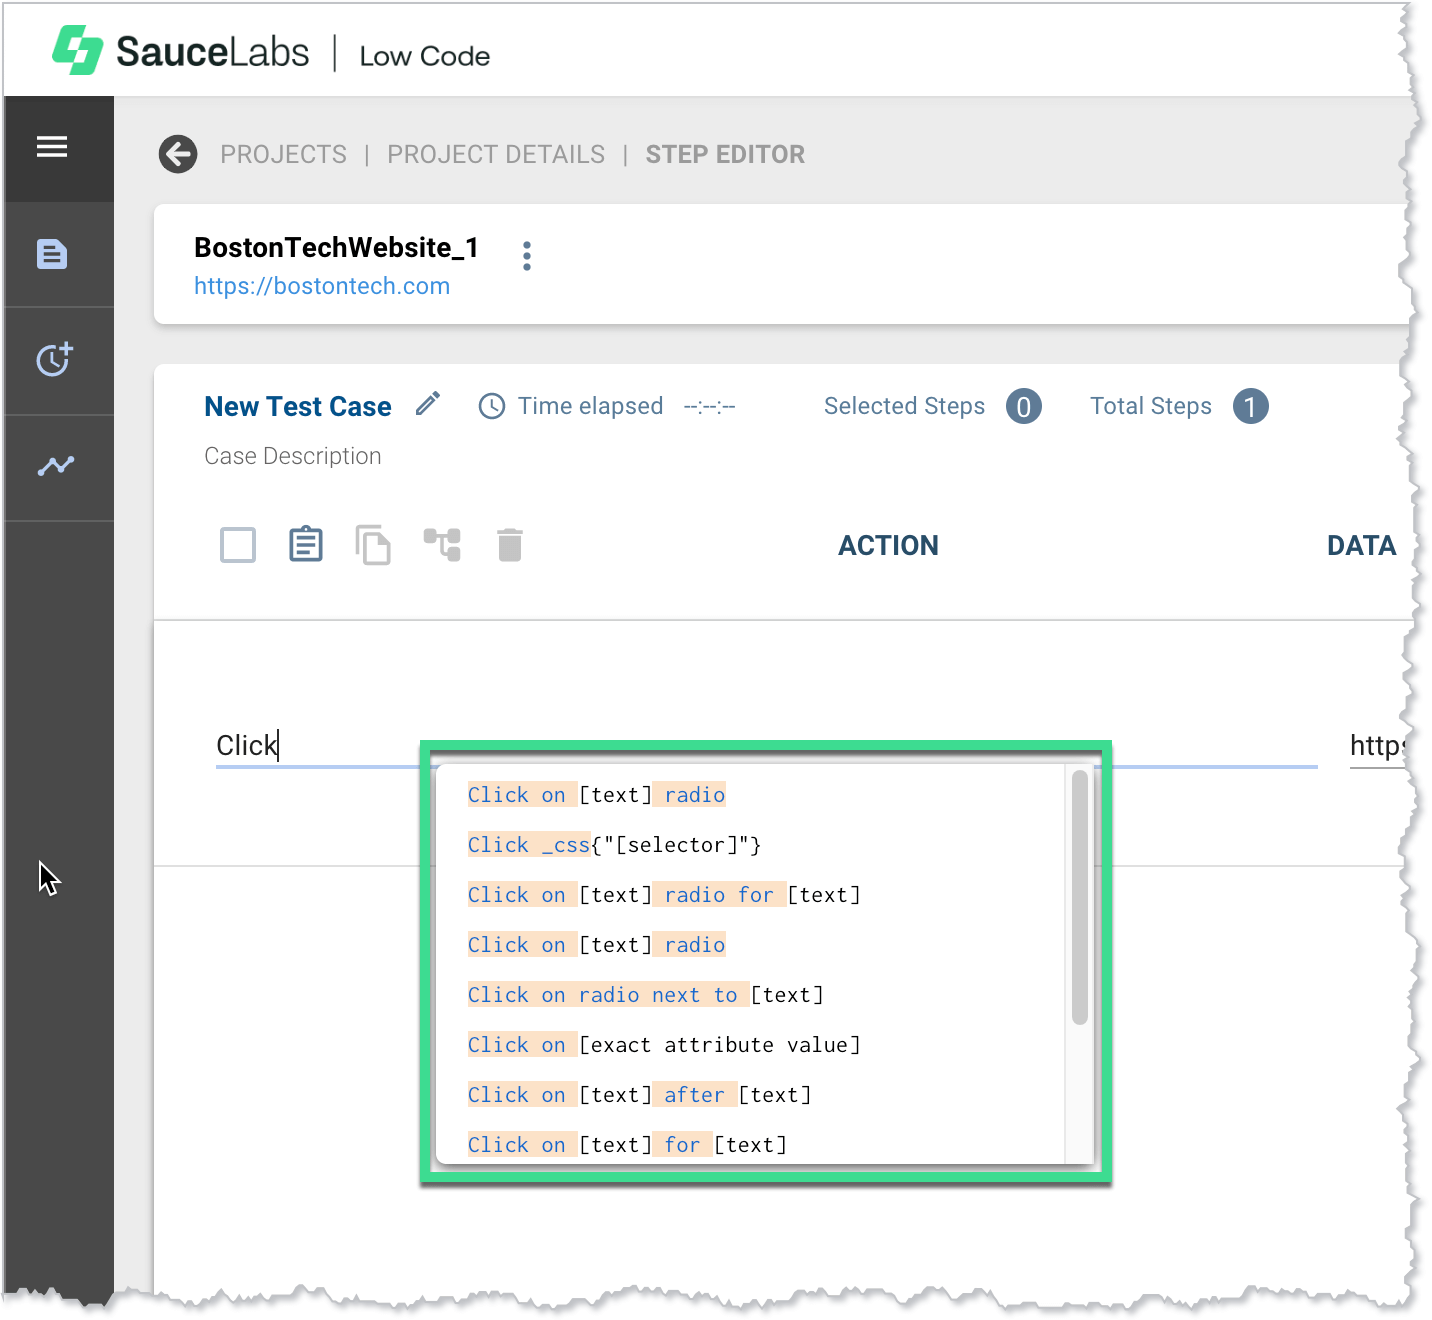 SauceLabs | Low Code
PROJECTS | PROJECT DETAILS | STEP EDITOR
BostonTechWebsite_1
https://bostontech.com
New Test Case Time elapsed --:--:-- Selected Steps 0 Total Steps 1
Case Description
ACTION DATA
Click http
Click on [text] radio
Click _css{"[selector]"}
Click on [text] radio for [text]
Click on [text] radio
Click on radio next to [text]
Click on [exact attribute value]
Click on [text] after [text]
Click on [text] for [text]